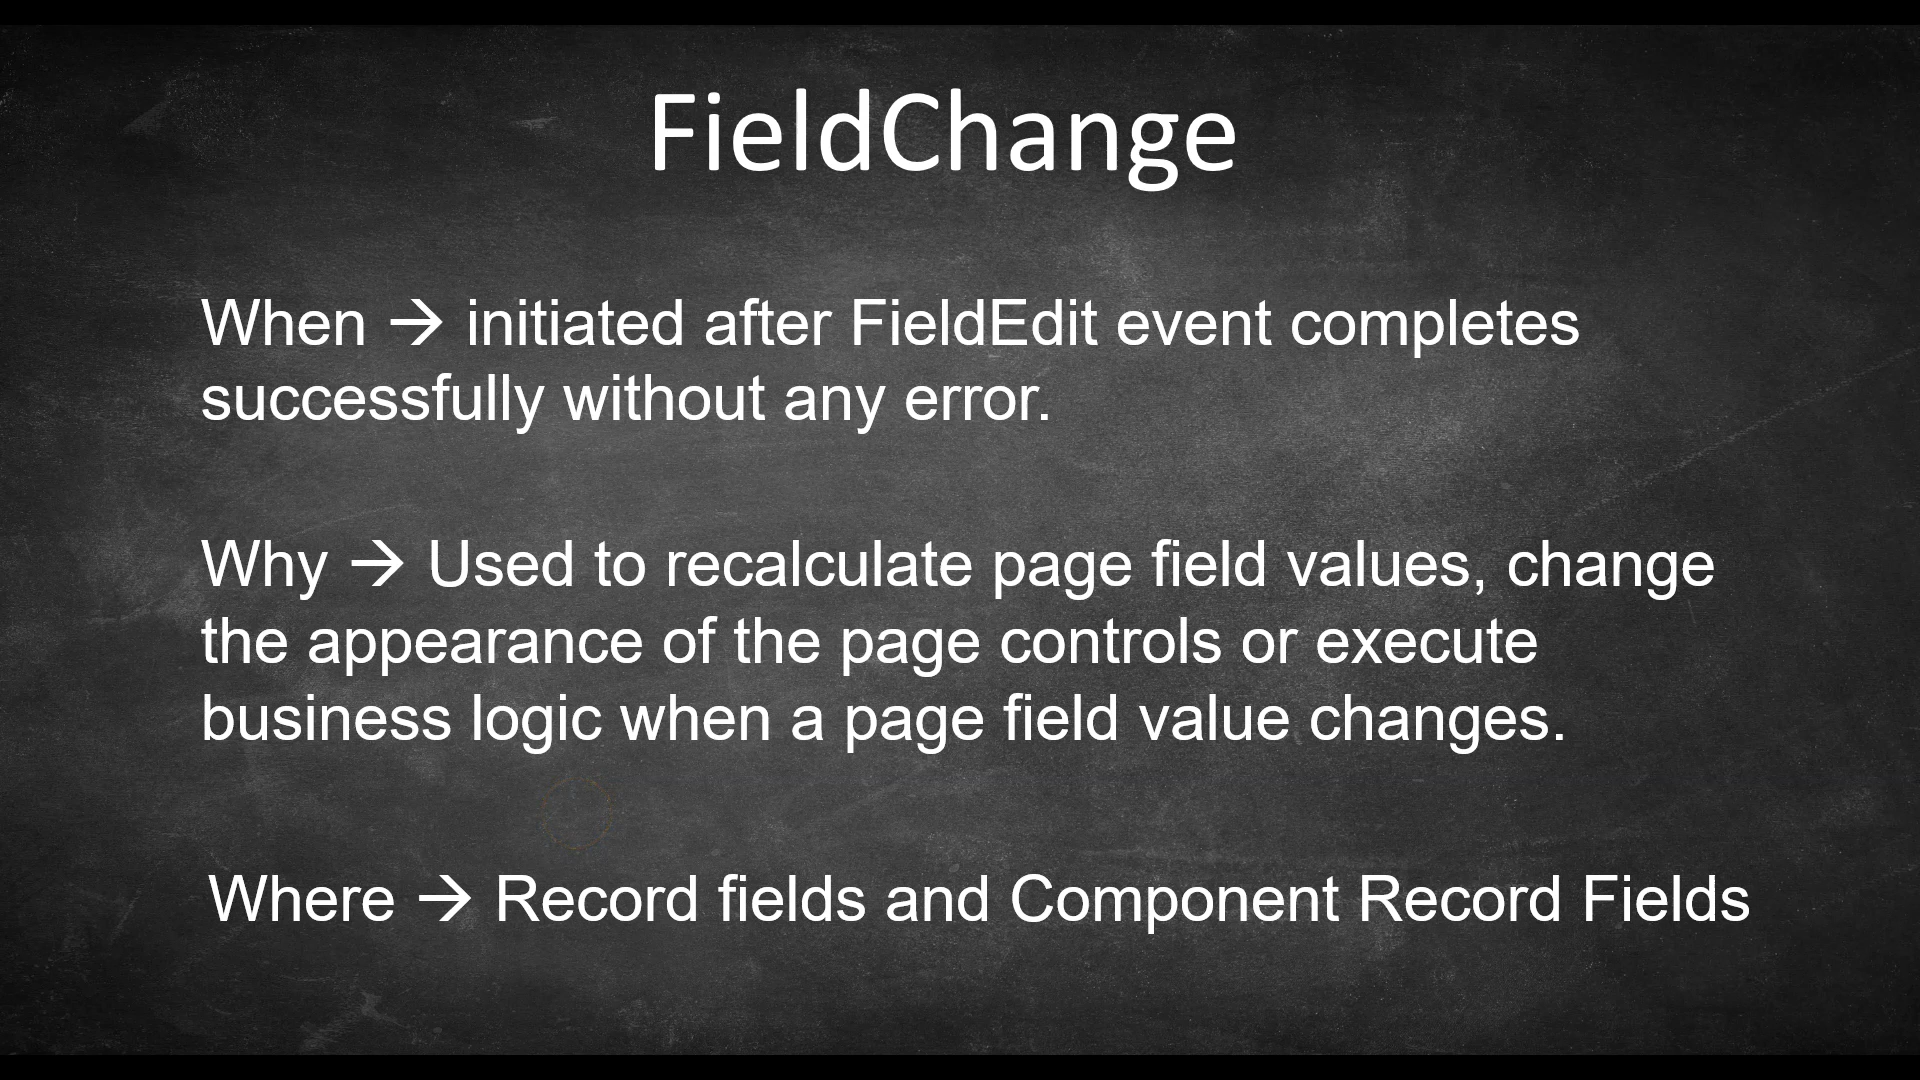 FieldChange
When → initiated after FieldEdit event completes
successfully without any error.
Why → Used to recalculate page field values, change
the appearance of the page controls or execute
business logic when a page field value changes.
Where → Record fields and Component Record Fields